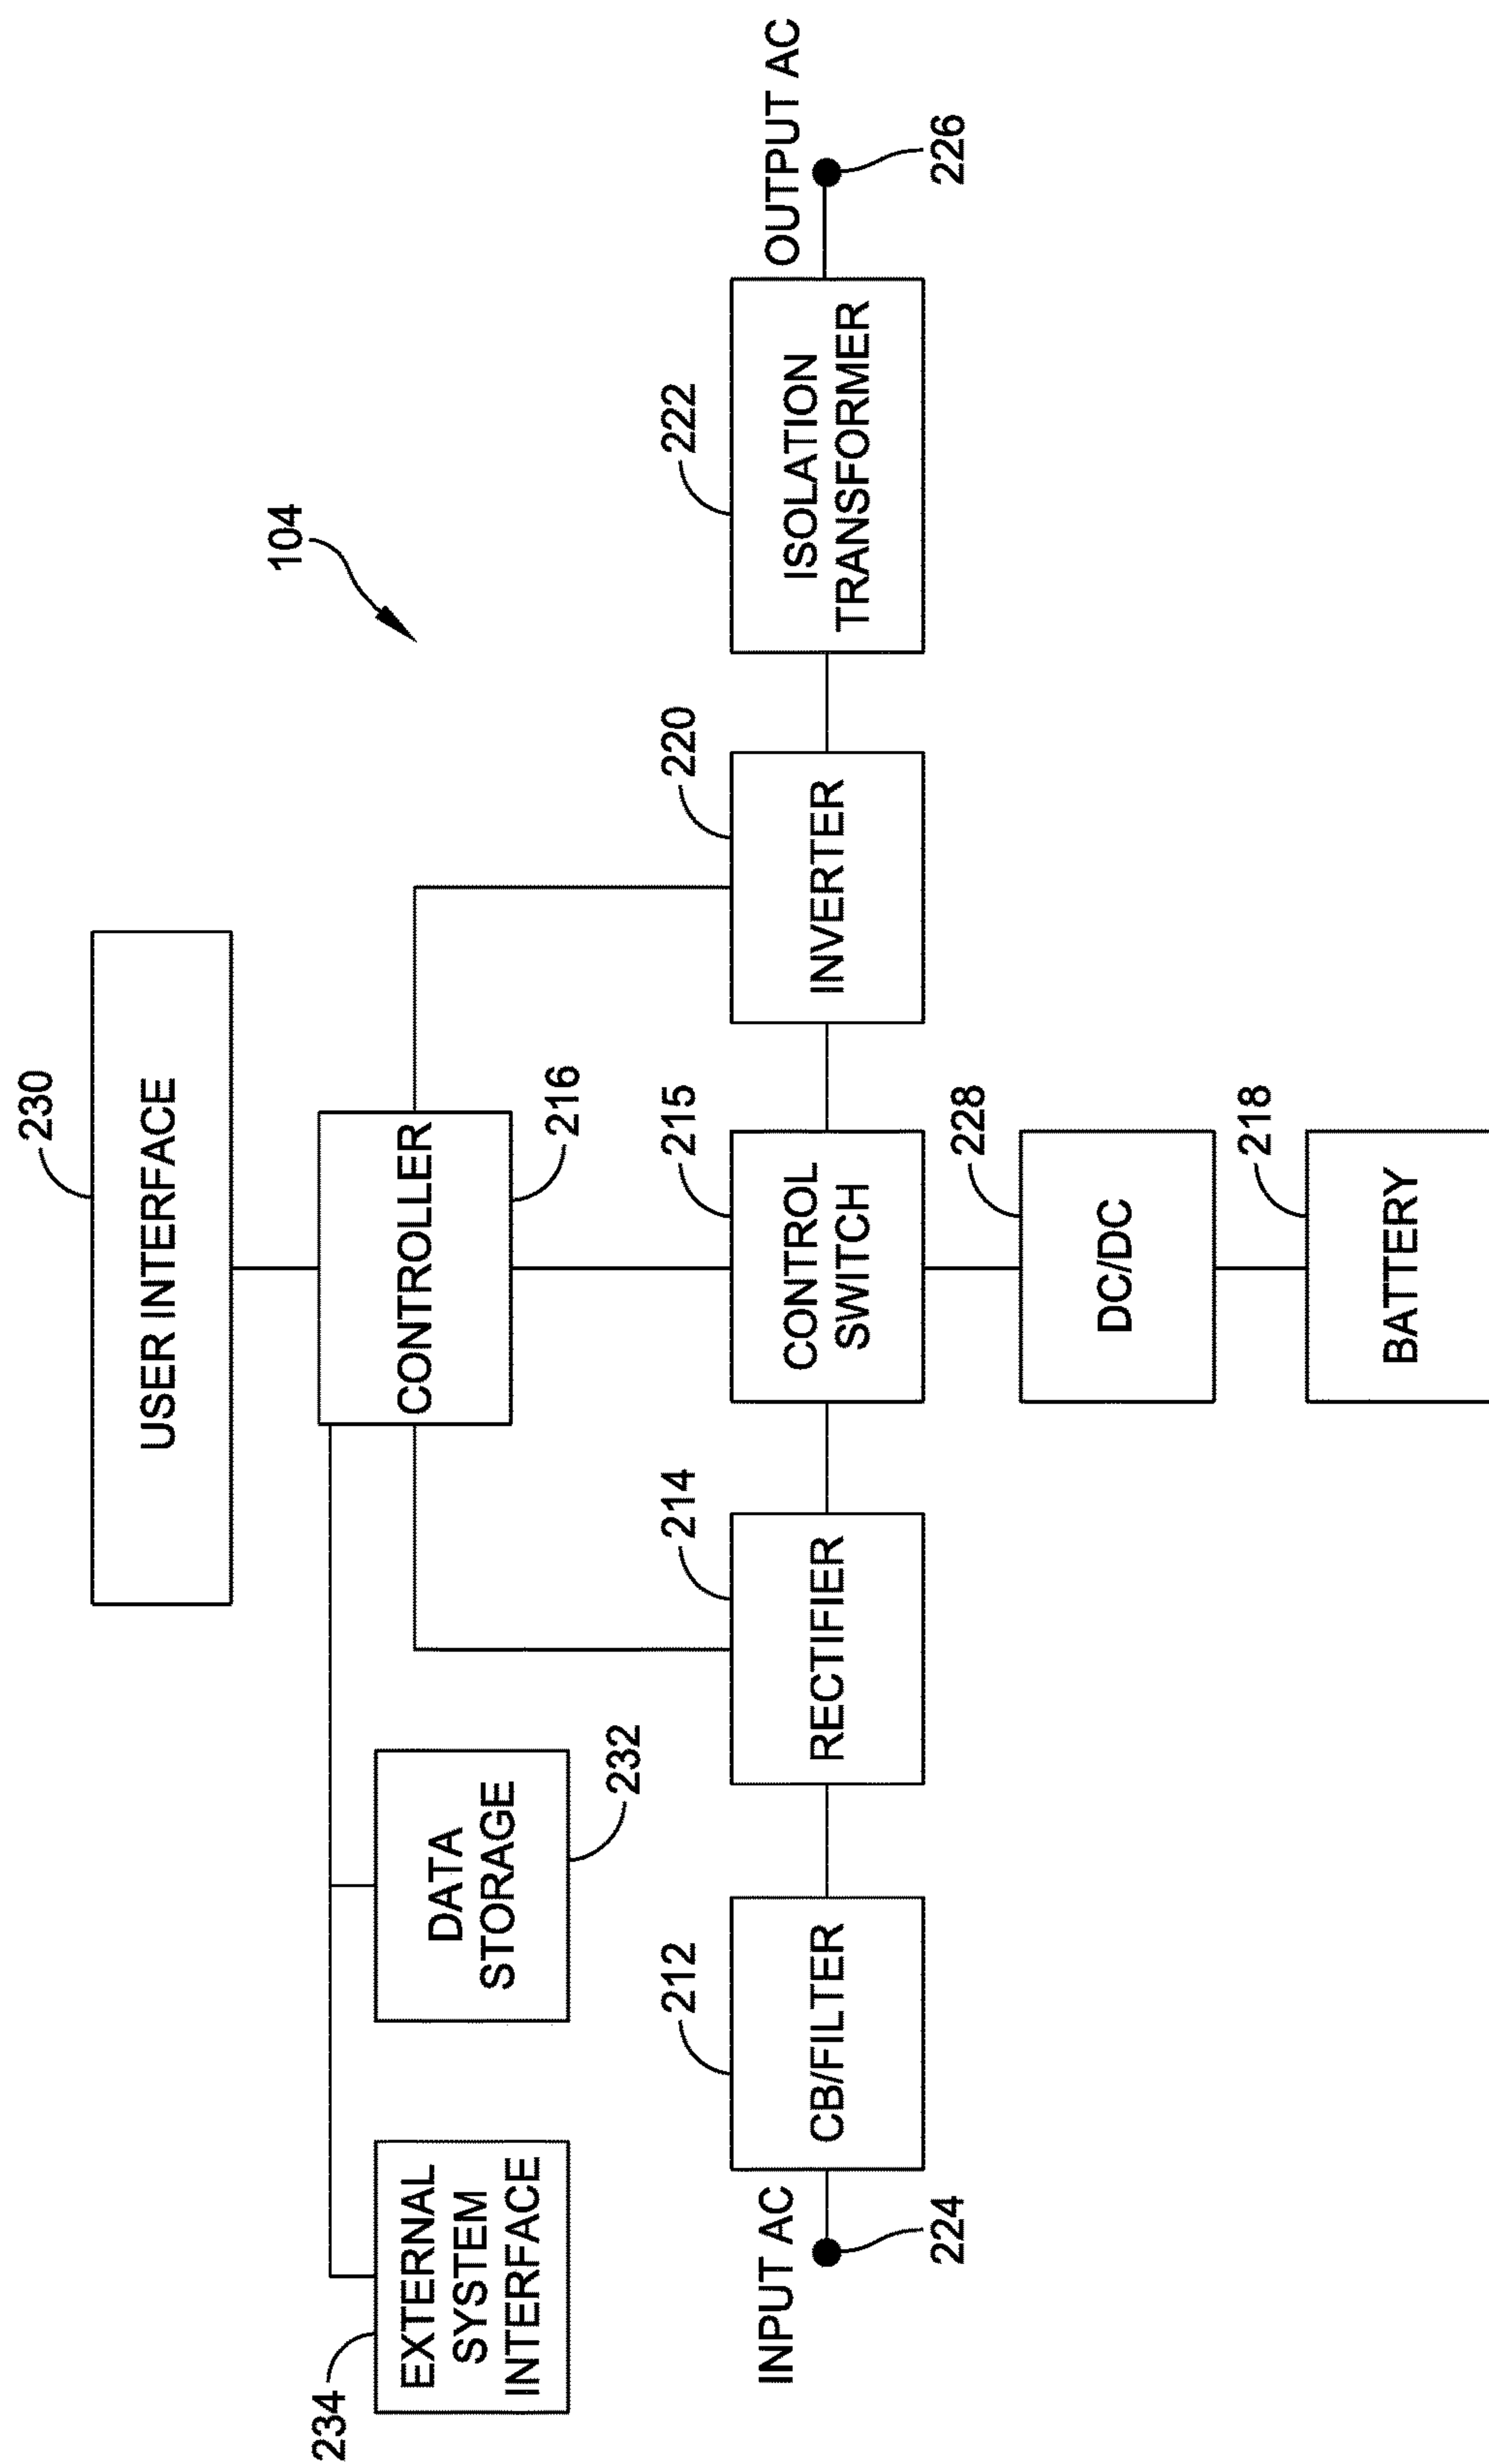 230
USER INTERFACE
104
234
EXTERNAL
SYSTEM
INTERFACE
DATA
STORAGE
232
CONTROLLER
216
212
214
215
220
222
INPUT AC
224
CB/FILTER
RECTIFIER
CONTROL
SWITCH
INVERTER
ISOLATION
TRANSFORMER
OUTPUT AC
226
228
DC/DC
218
BATTERY